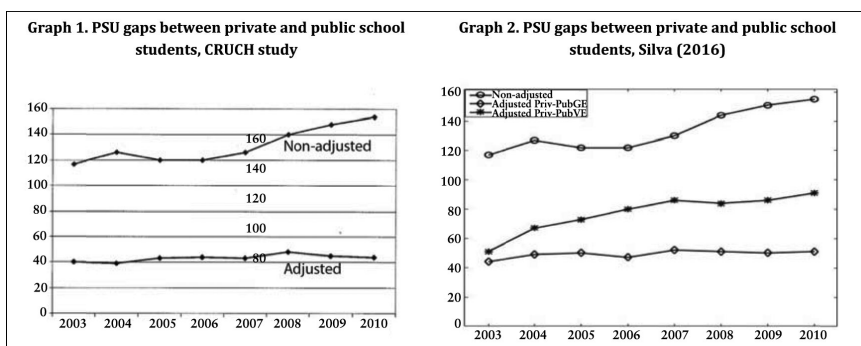 Graph 1. PSU gaps between private and public school
students, CRUCH study
160
140
120
100
80
60
40
20
0
160
140
120
100
80
Non-adjusted
Adjusted
2003 2004 2005 2006 2007 2008 2009 2010
Graph 2. PSU gaps between private and public school
students, Silva (2016)
160
140
120
100
80
60
40
20
0
Non-adjusted
Adjusted Priv-PubGE
Adjusted Priv-PubVE
2003 2004 2005 2006 2007 2008 2009 2010